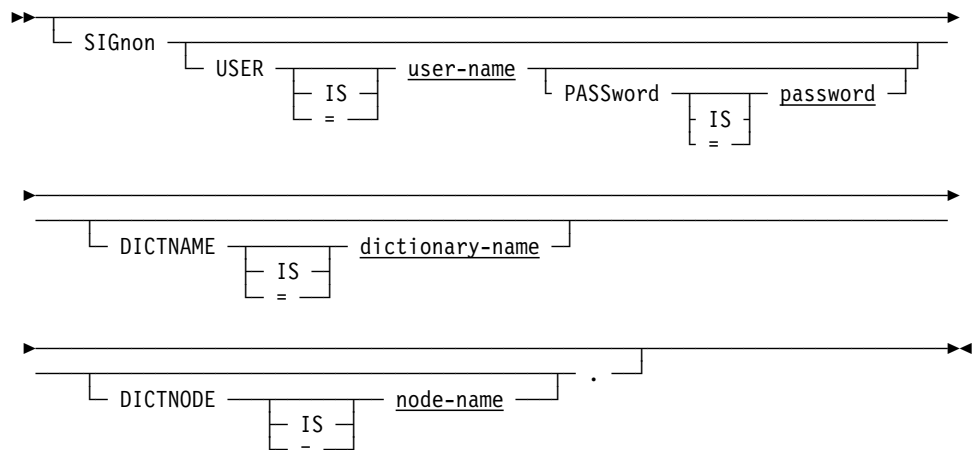 SIGnon
USER user-name PASSword password
IS IS
= =
DICTNAME dictionary-name
IS
=
DICTNODE node-name .
IS